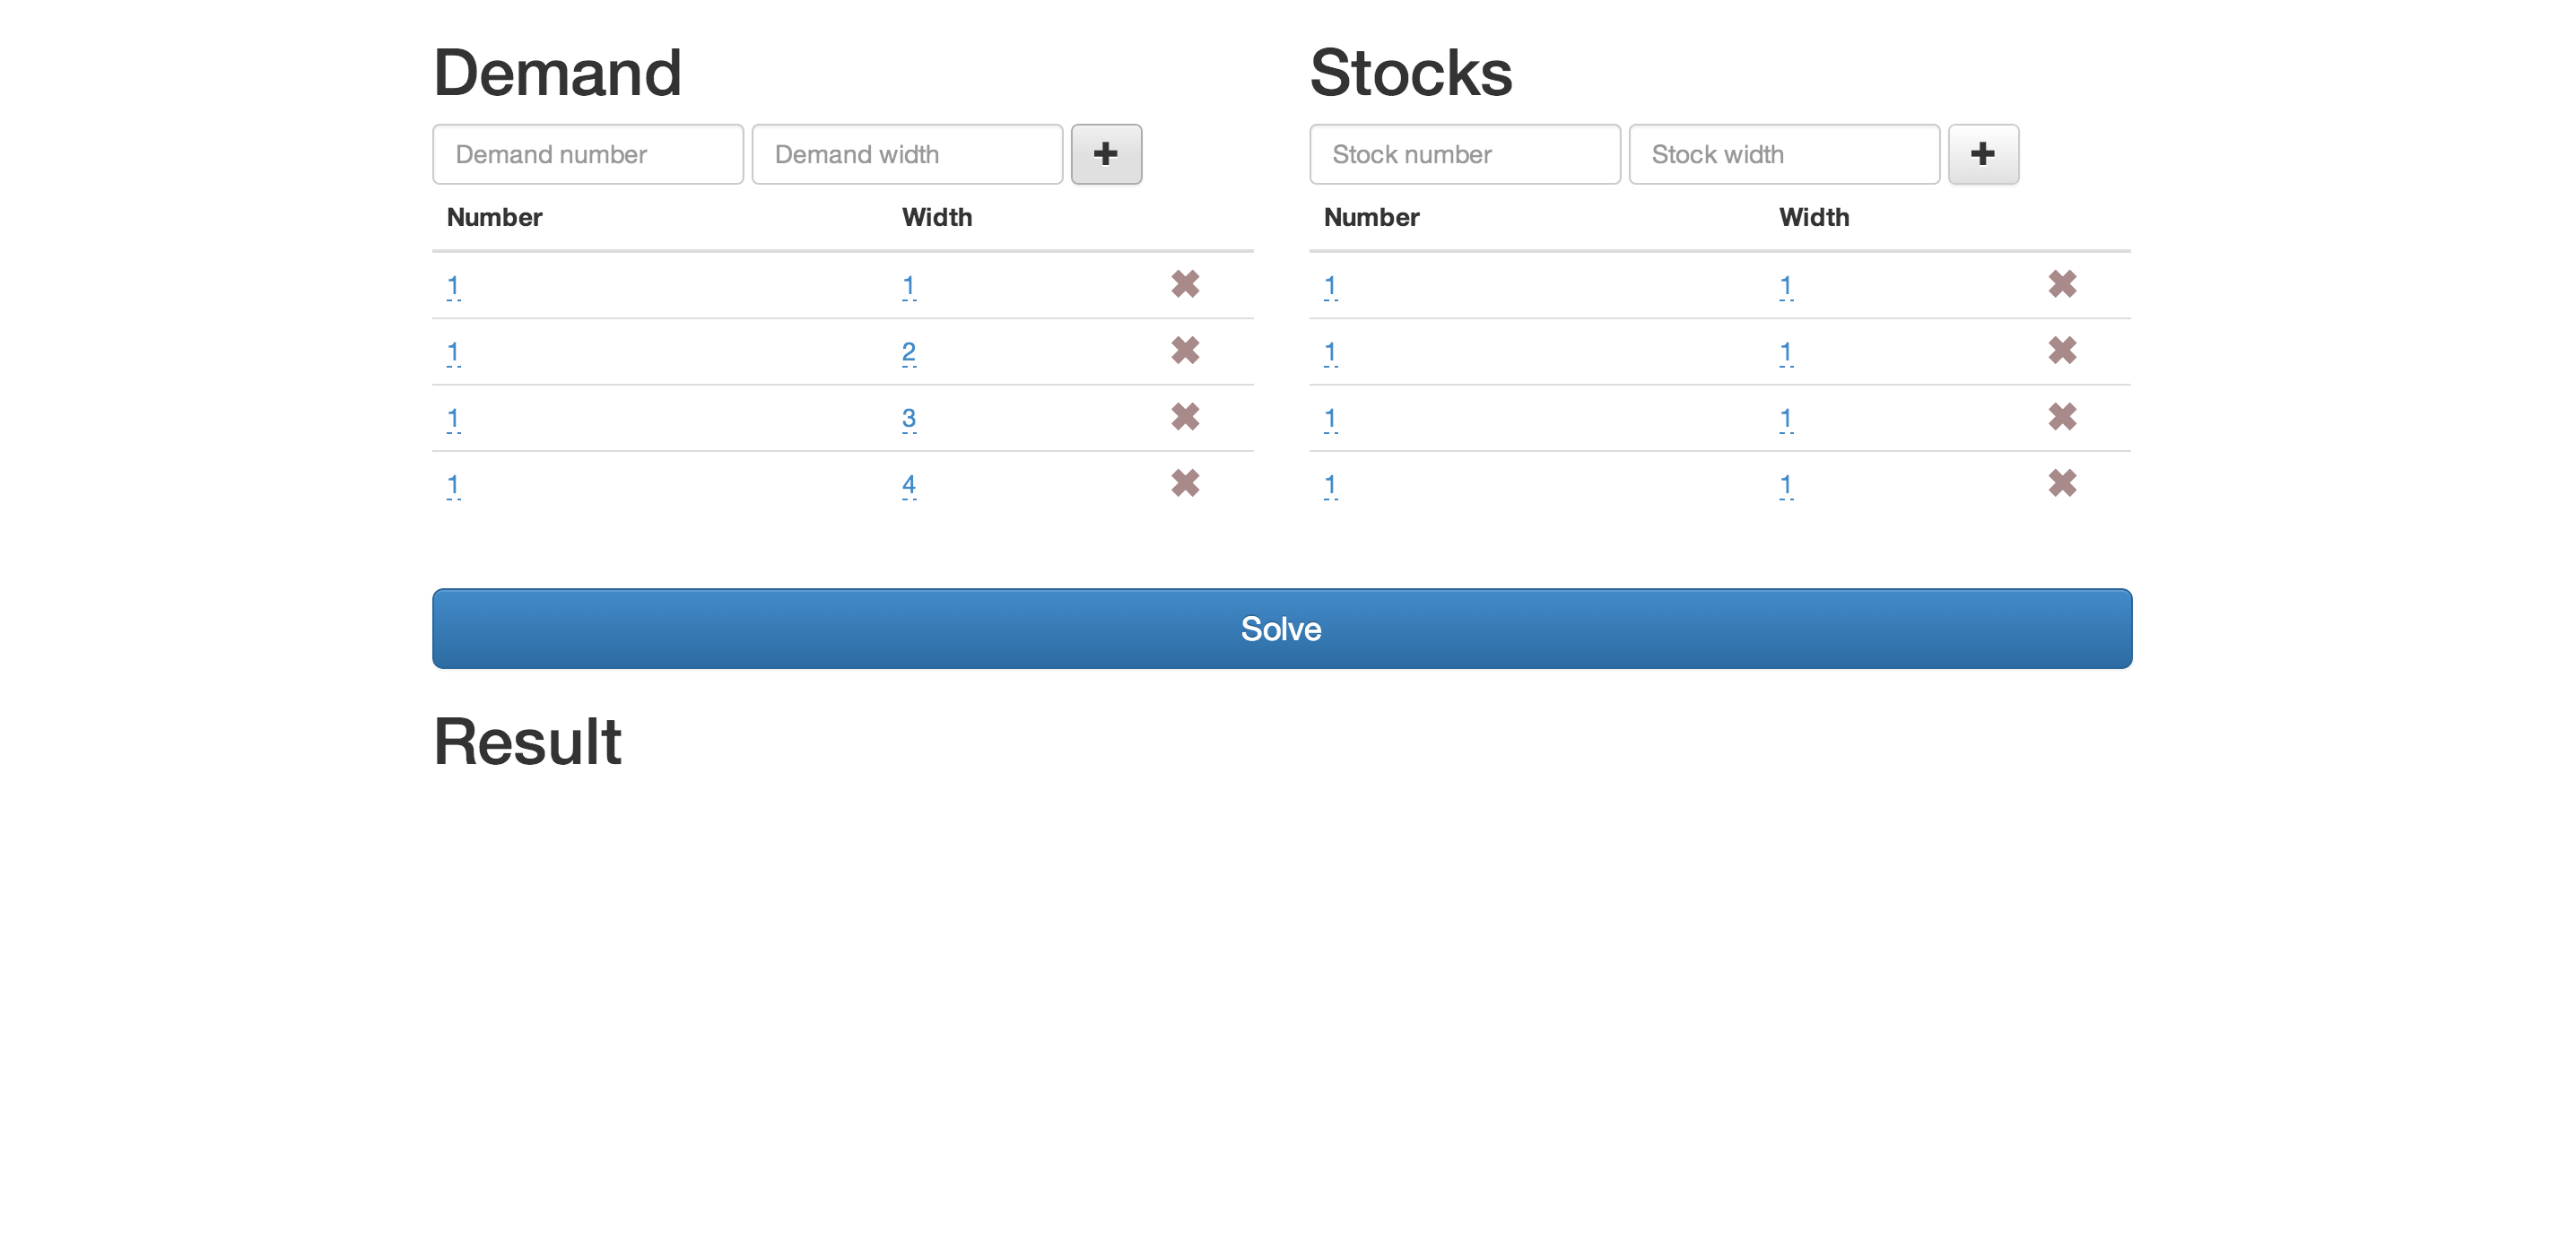 Demand
Stocks
Demand number Demand width
Stock number Stock width
Number Width
Number Width
1 1
1 1
1 2
1 1
1 3
1 1
1 4
1 1
Solve
Result